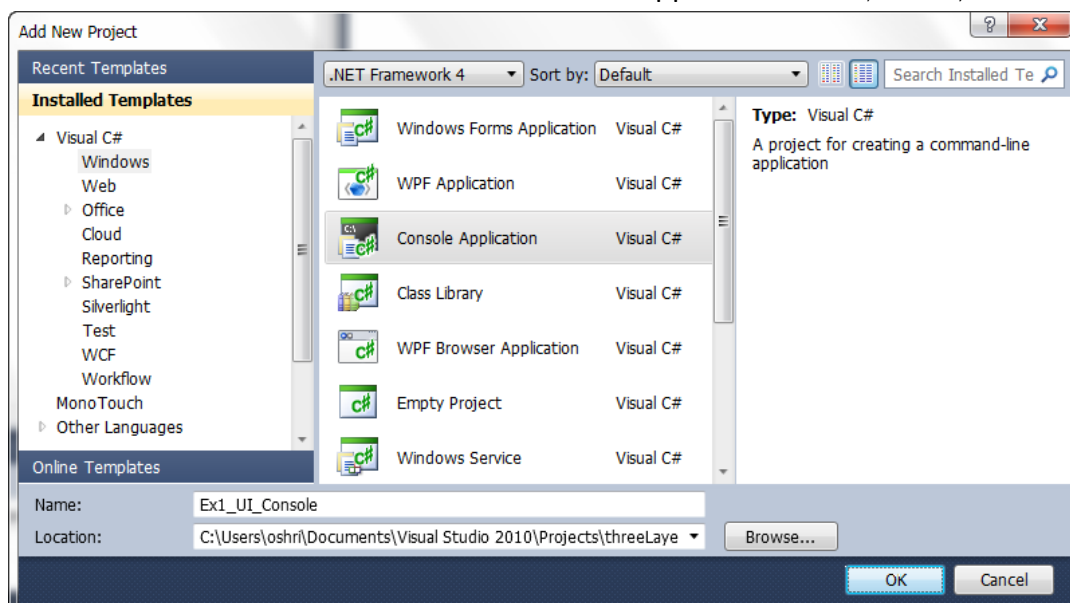 Add New Project
Recent Templates
Installed Templates
Visual C#
Windows
Web
Office
Cloud
Reporting
SharePoint
Silverlight
Test
WCF
Workflow
MonoTouch
Other Languages
Online Templates
.NET Framework 4 Sort by: Default Search Installed Te
Windows Forms Application Visual C#
WPF Application Visual C#
Console Application Visual C#
Class Library Visual C#
WPF Browser Application Visual C#
Empty Project Visual C#
Windows Service Visual C#
Type: Visual C#
A project for creating a command-line
application
Name: Ex1_UI_Console
Location: C:\Users\oshri\Documents\Visual Studio 2010\Projects\threeLaye Browse...
OK Cancel